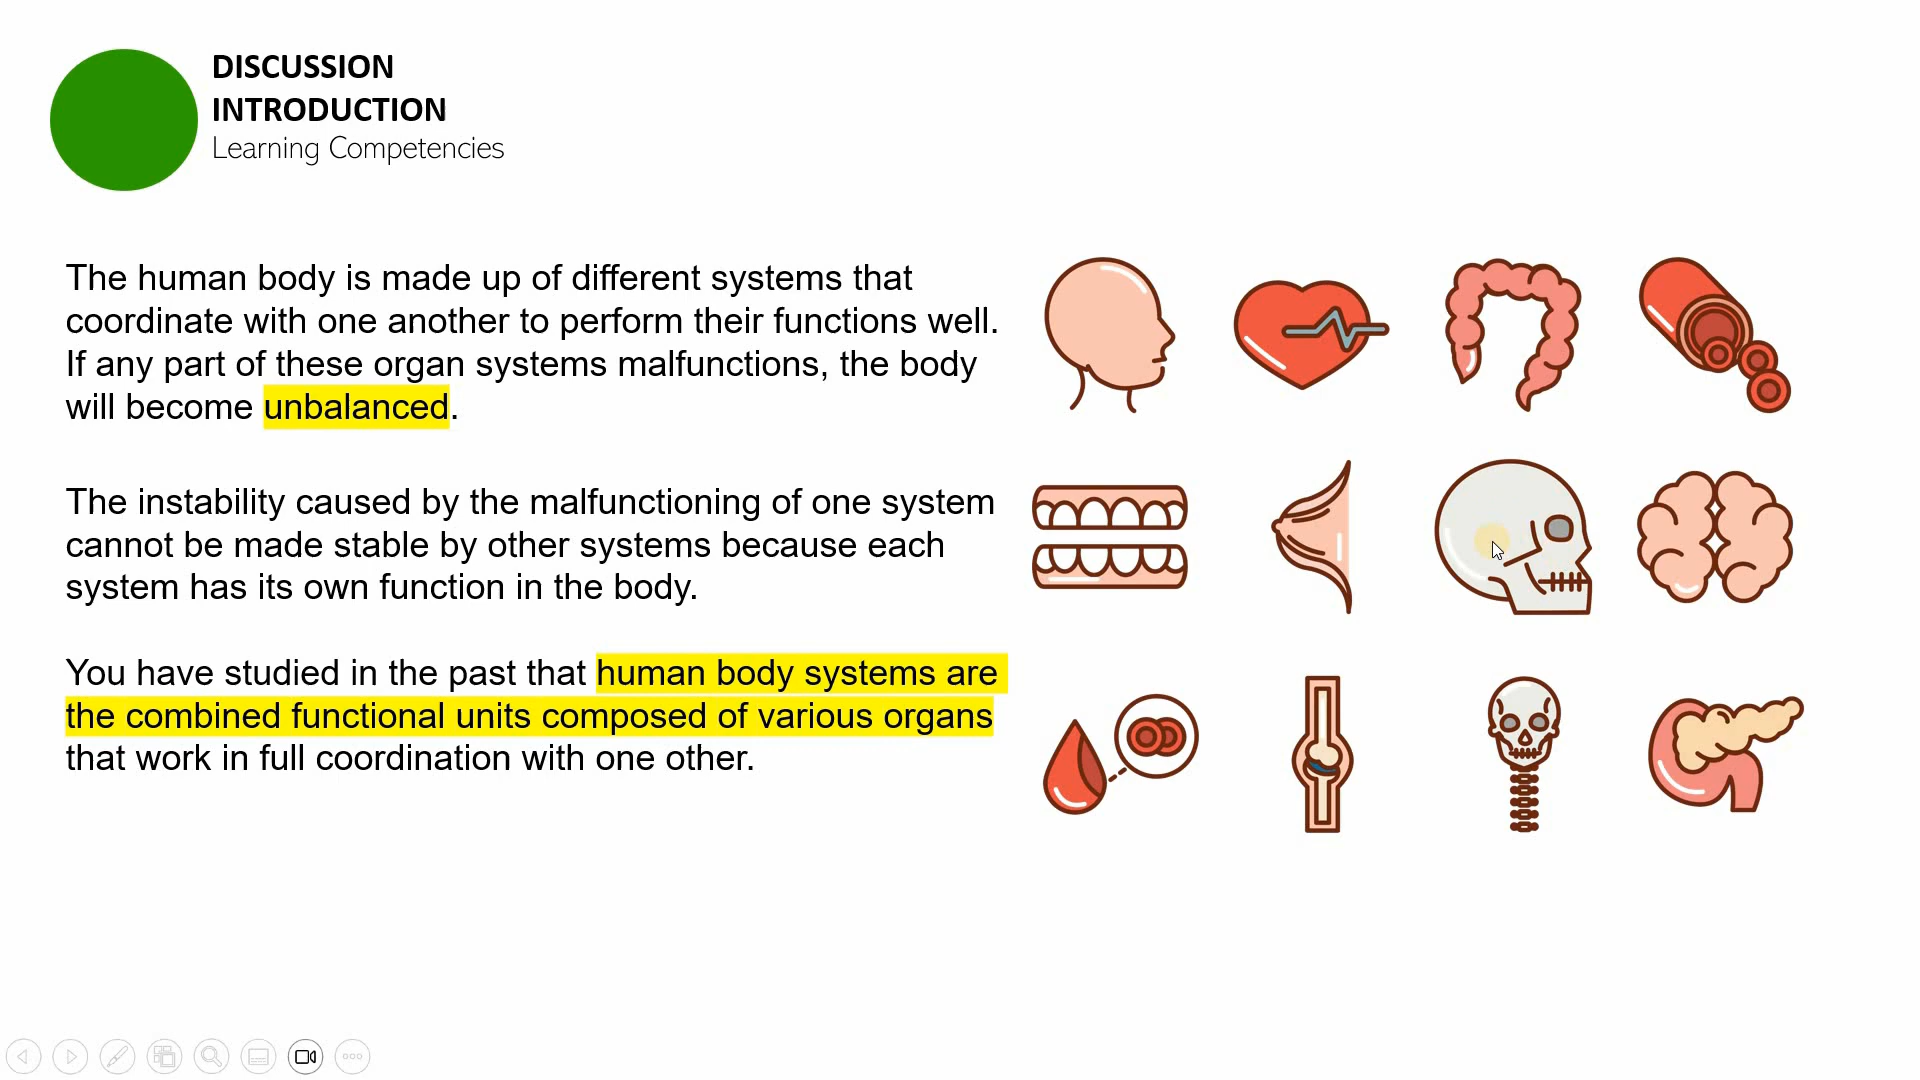 DISCUSSION
INTRODUCTION
Learning Competencies
The human body is made up of different systems that
coordinate with one another to perform their functions well.
If any part of these organ systems malfunctions, the body
will become unbalanced.
The instability caused by the malfunctioning of one system
cannot be made stable by other systems because each
system has its own function in the body.
You have studied in the past that human body systems are
the combined functional units composed of various organs
that work in full coordination with one other.